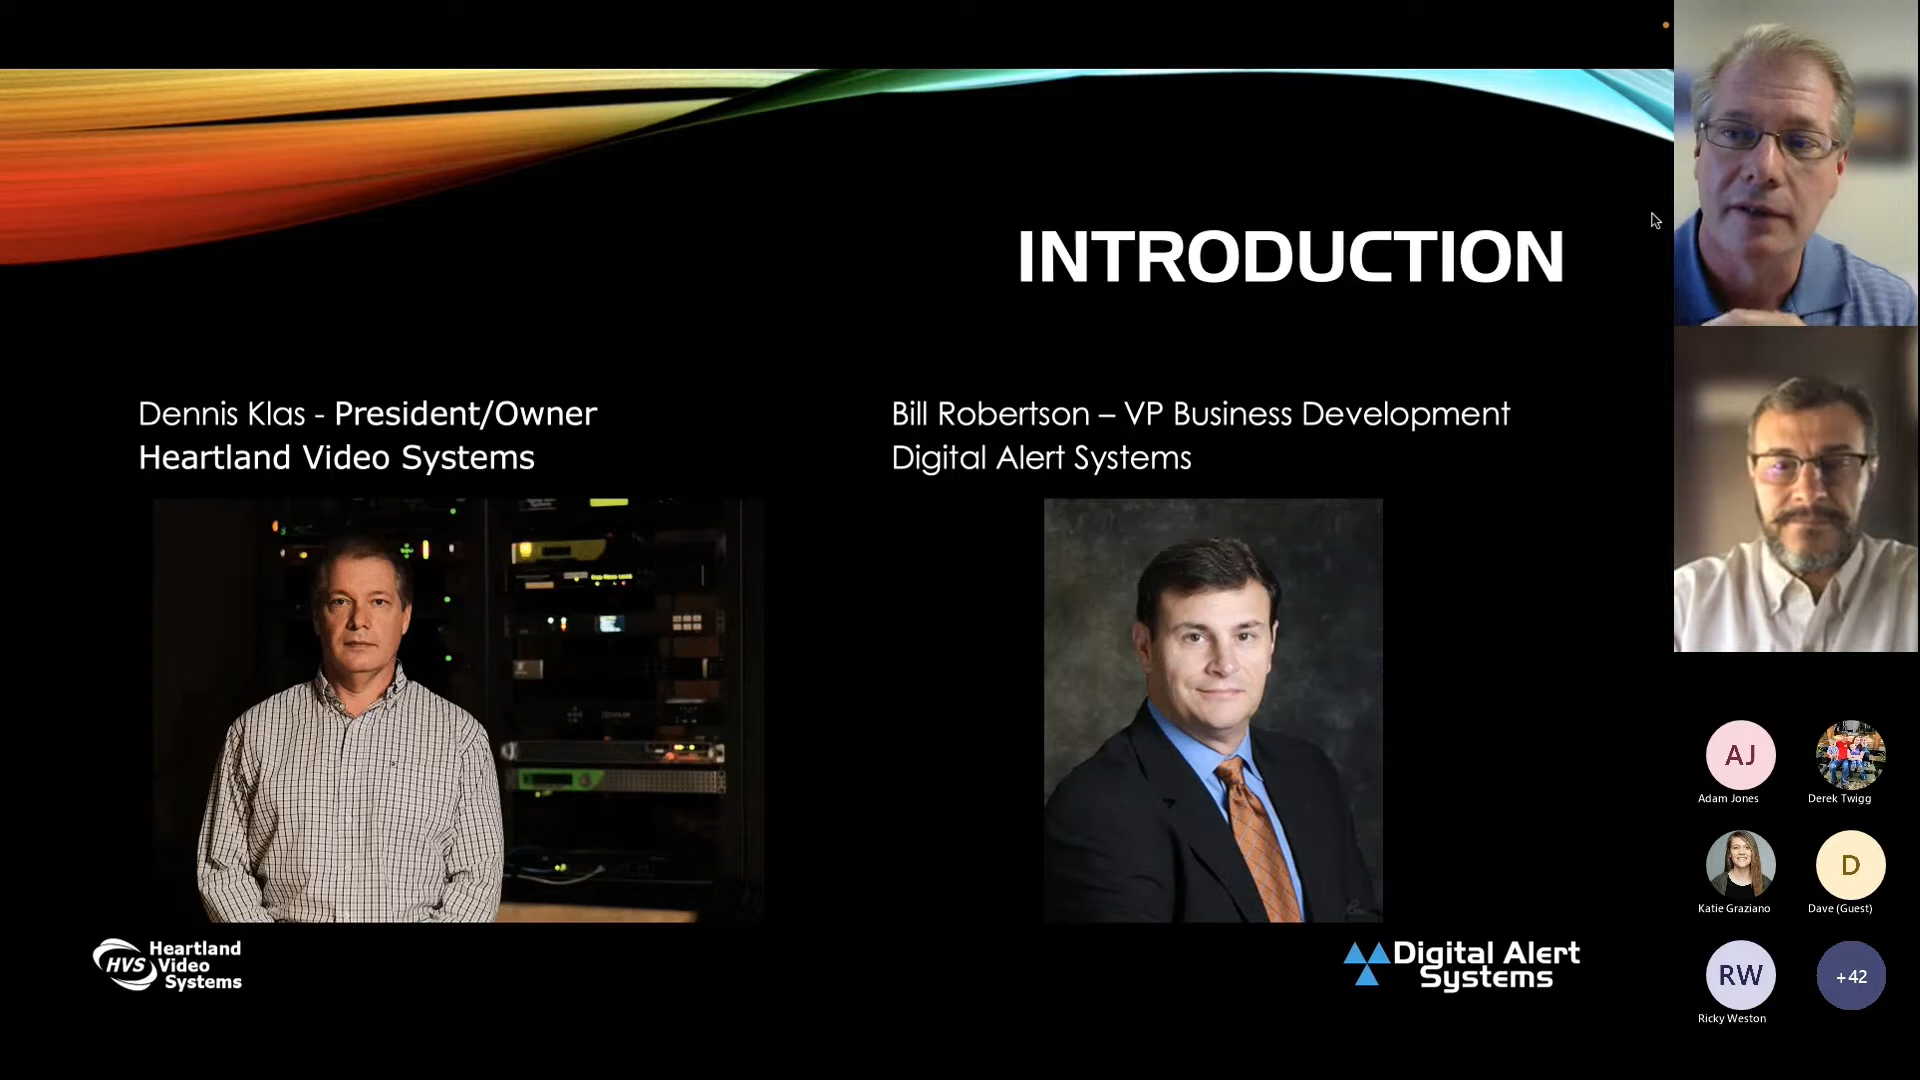 INTRODUCTION
Dennis Klas - President/Owner
Heartland Video Systems
Bill Robertson – VP Business Development
Digital Alert Systems
HVS
Heartland
Video
Systems
Digital Alert
Systems
AJ
Adam Jones
Derek Twigg
Katie Graziano
D
Dave (Guest)
RW
Ricky Weston
+42